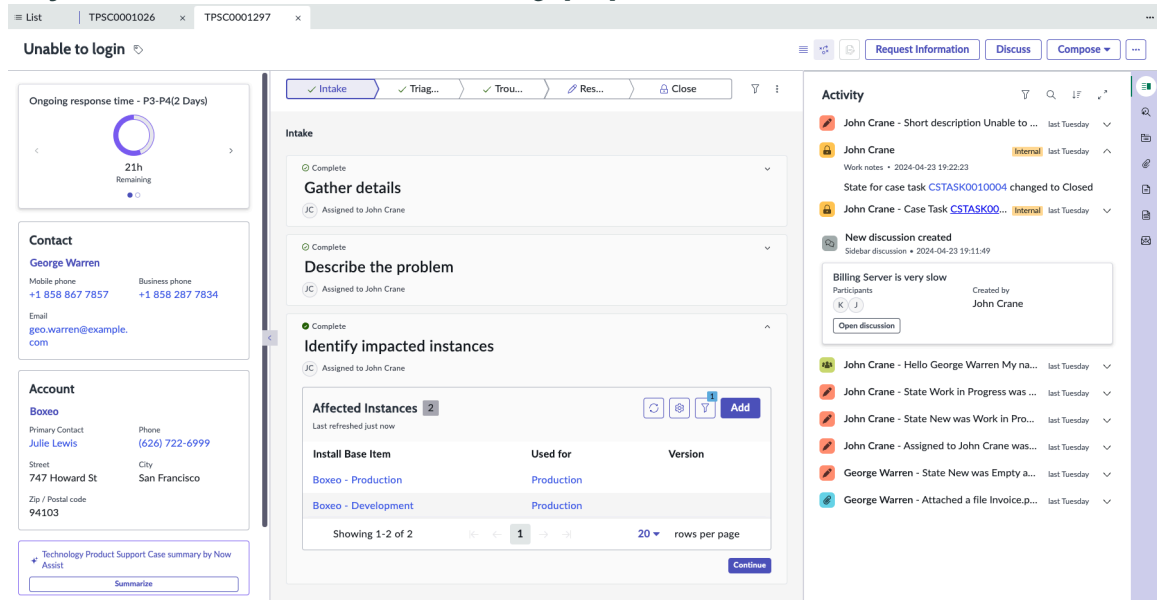 List
TPSC0001026 ×
TPSC0001297 ×
Unable to login
Request Information
Discuss
Compose
Ongoing response time - P3-P4(2 Days)
21h
Remaining
Contact
George Warren
Mobile phone
Business phone
+1 858 867 7857
+1 858 287 7834
Email
geo.warren@example.
com
Account
Boxeo
Primary Contact
Phone
Julie Lewis
(626) 722-6999
Street
City
747 Howard St
San Francisco
Zip / Postal code
94103
Technology Product Support Case summary by Now
Assist
Summarize
Intake
Triag...
Trou...
Res...
Close
Intake
Complete
Gather details
JC Assigned to John Crane
Complete
Describe the problem
JC Assigned to John Crane
Complete
Identify impacted instances
JC Assigned to John Crane
Affected Instances 2
1
Add
Last refreshed just now
Install Base Item
Used for
Version
Boxeo - Production
Production
Boxeo - Development
Production
Showing 1-2 of 2
1
20
rows per page
Continue
Activity
John Crane - Short description Unable to ... last Tuesday
John Crane Internal last Tuesday
Work notes • 2024-04-23 19:22:23
State for case task CSTASK0010004 changed to Closed
John Crane - Case Task CSTASK00... Internal last Tuesday
New discussion created
Sidebar discussion • 2024-04-23 19:11:49
Billing Server is very slow
Participants
Created by
K J
John Crane
Open discussion
John Crane - Hello George Warren My na... last Tuesday
John Crane - State Work in Progress was ... last Tuesday
John Crane - State New was Work in Pro... last Tuesday
John Crane - Assigned to John Crane was... last Tuesday
George Warren - State New was Empty a... last Tuesday
George Warren - Attached a file Invoice.p... last Tuesday